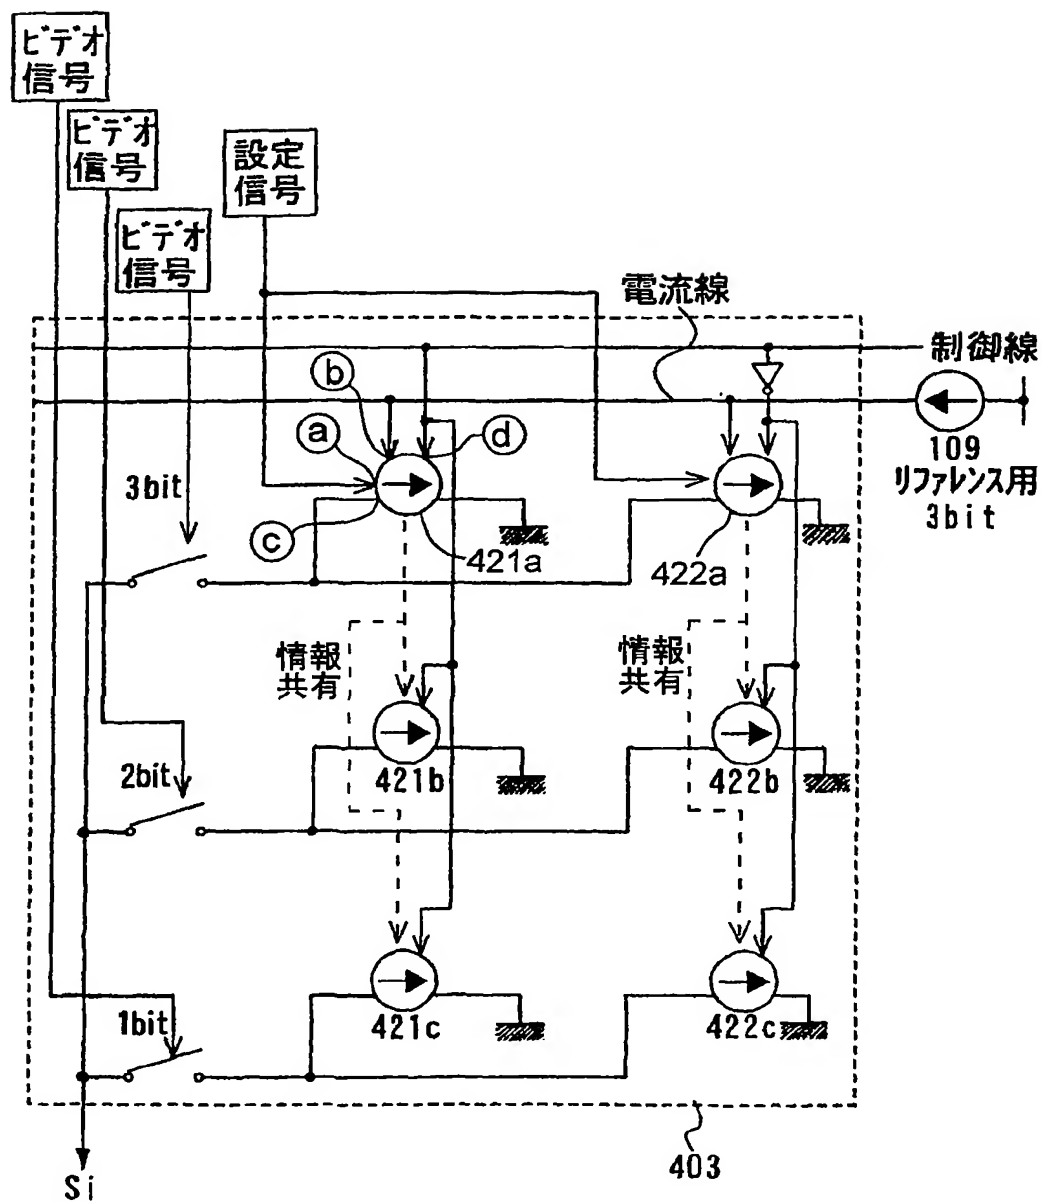 ビデオ
信号
ビデオ
信号
ビデオ
信号
設定
信号
電流線
制御線
109
リファレンス用
3bit
b
a
d
c
3bit
421a
422a
情報
共有
情報
共有
2bit
421b
422b
1bit
421c
422c
403
Si